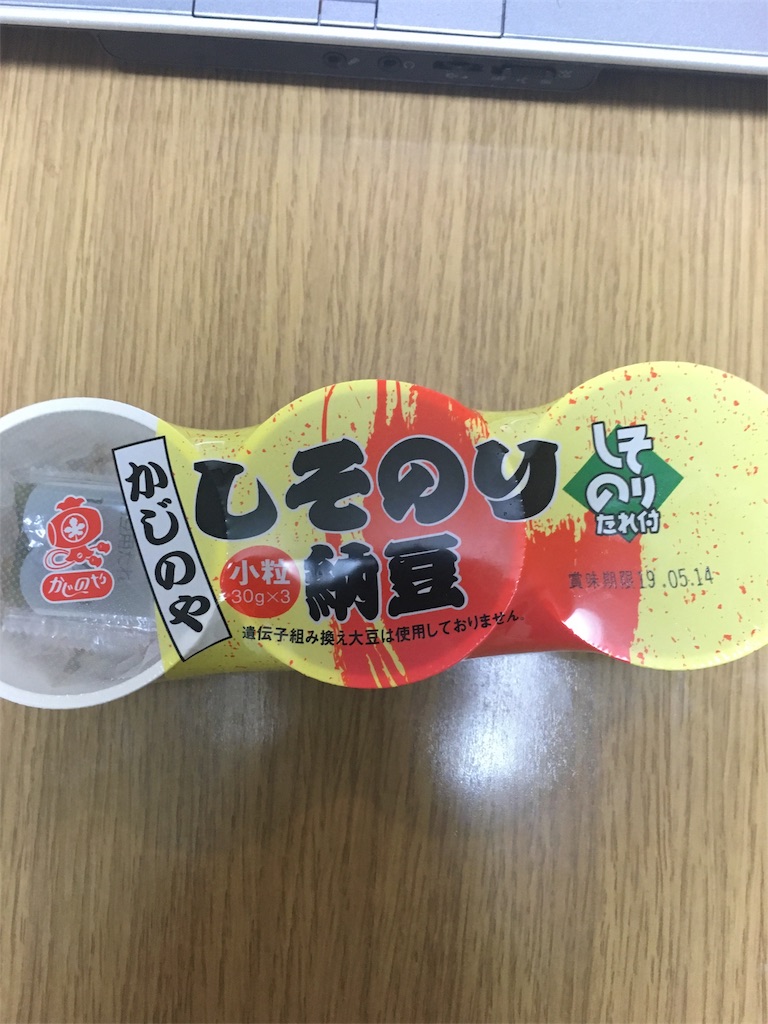 かじのや
しそのり
納豆
小粒
30g×3
遺伝子組み換え大豆は使用しておりません。
しそ
のり
たれ付
賞味期限19.05.14
かじのや